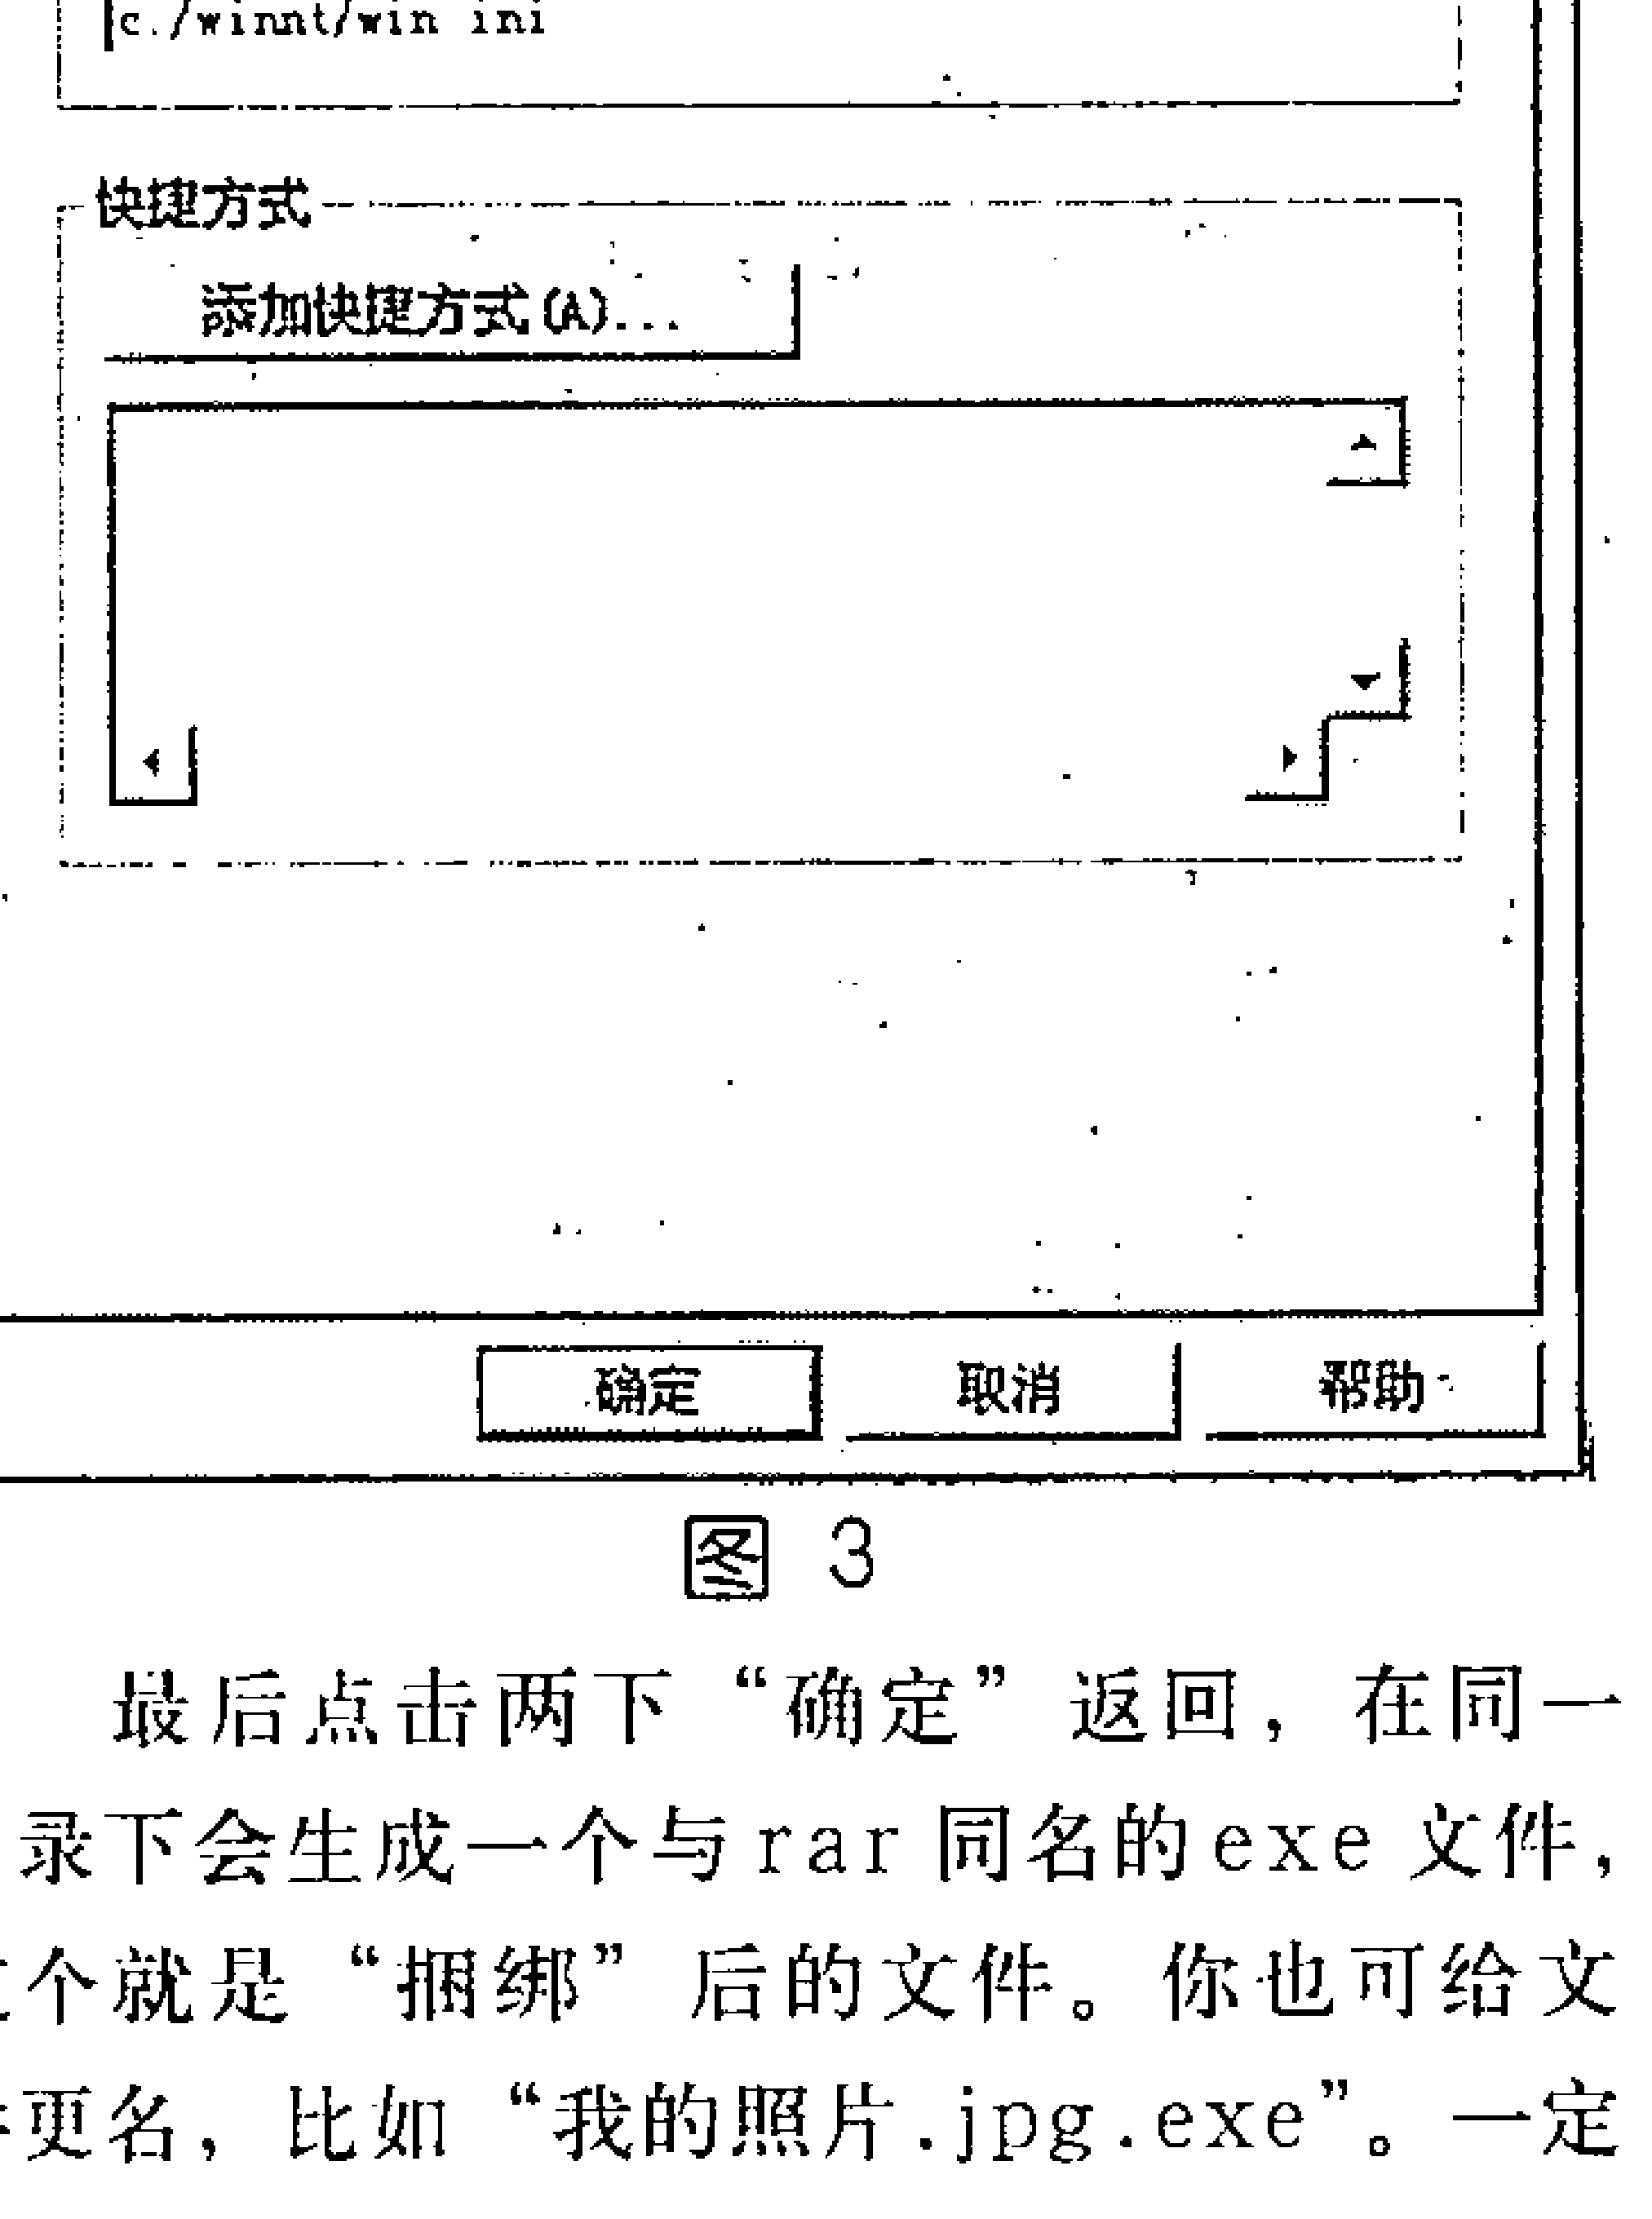 c:/winnt/win ini
快捷方式
添加快捷方式(A)...
确定 取消 帮助
图 3
最后点击两下“确定”返回，在同一
录下会生成一个与rar同名的exe文件，
个就是“捆绑”后的文件。你也可给文
更名，比如“我的照片.jpg.exe”。一定